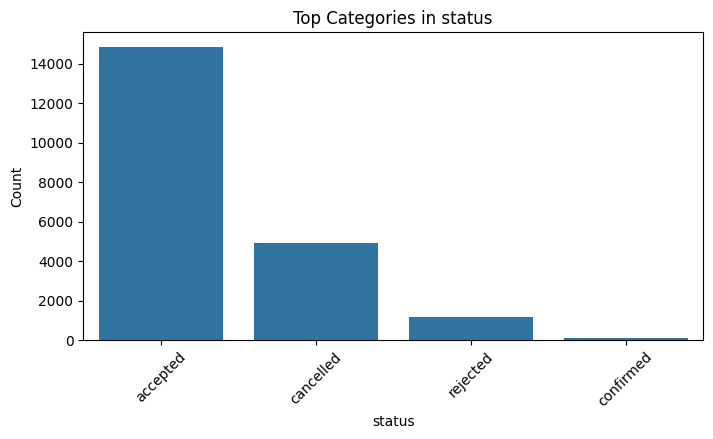 Top Categories in status
Count
14000
12000
10000
8000
6000
4000
2000
0
accepted
cancelled
rejected
confirmed
status